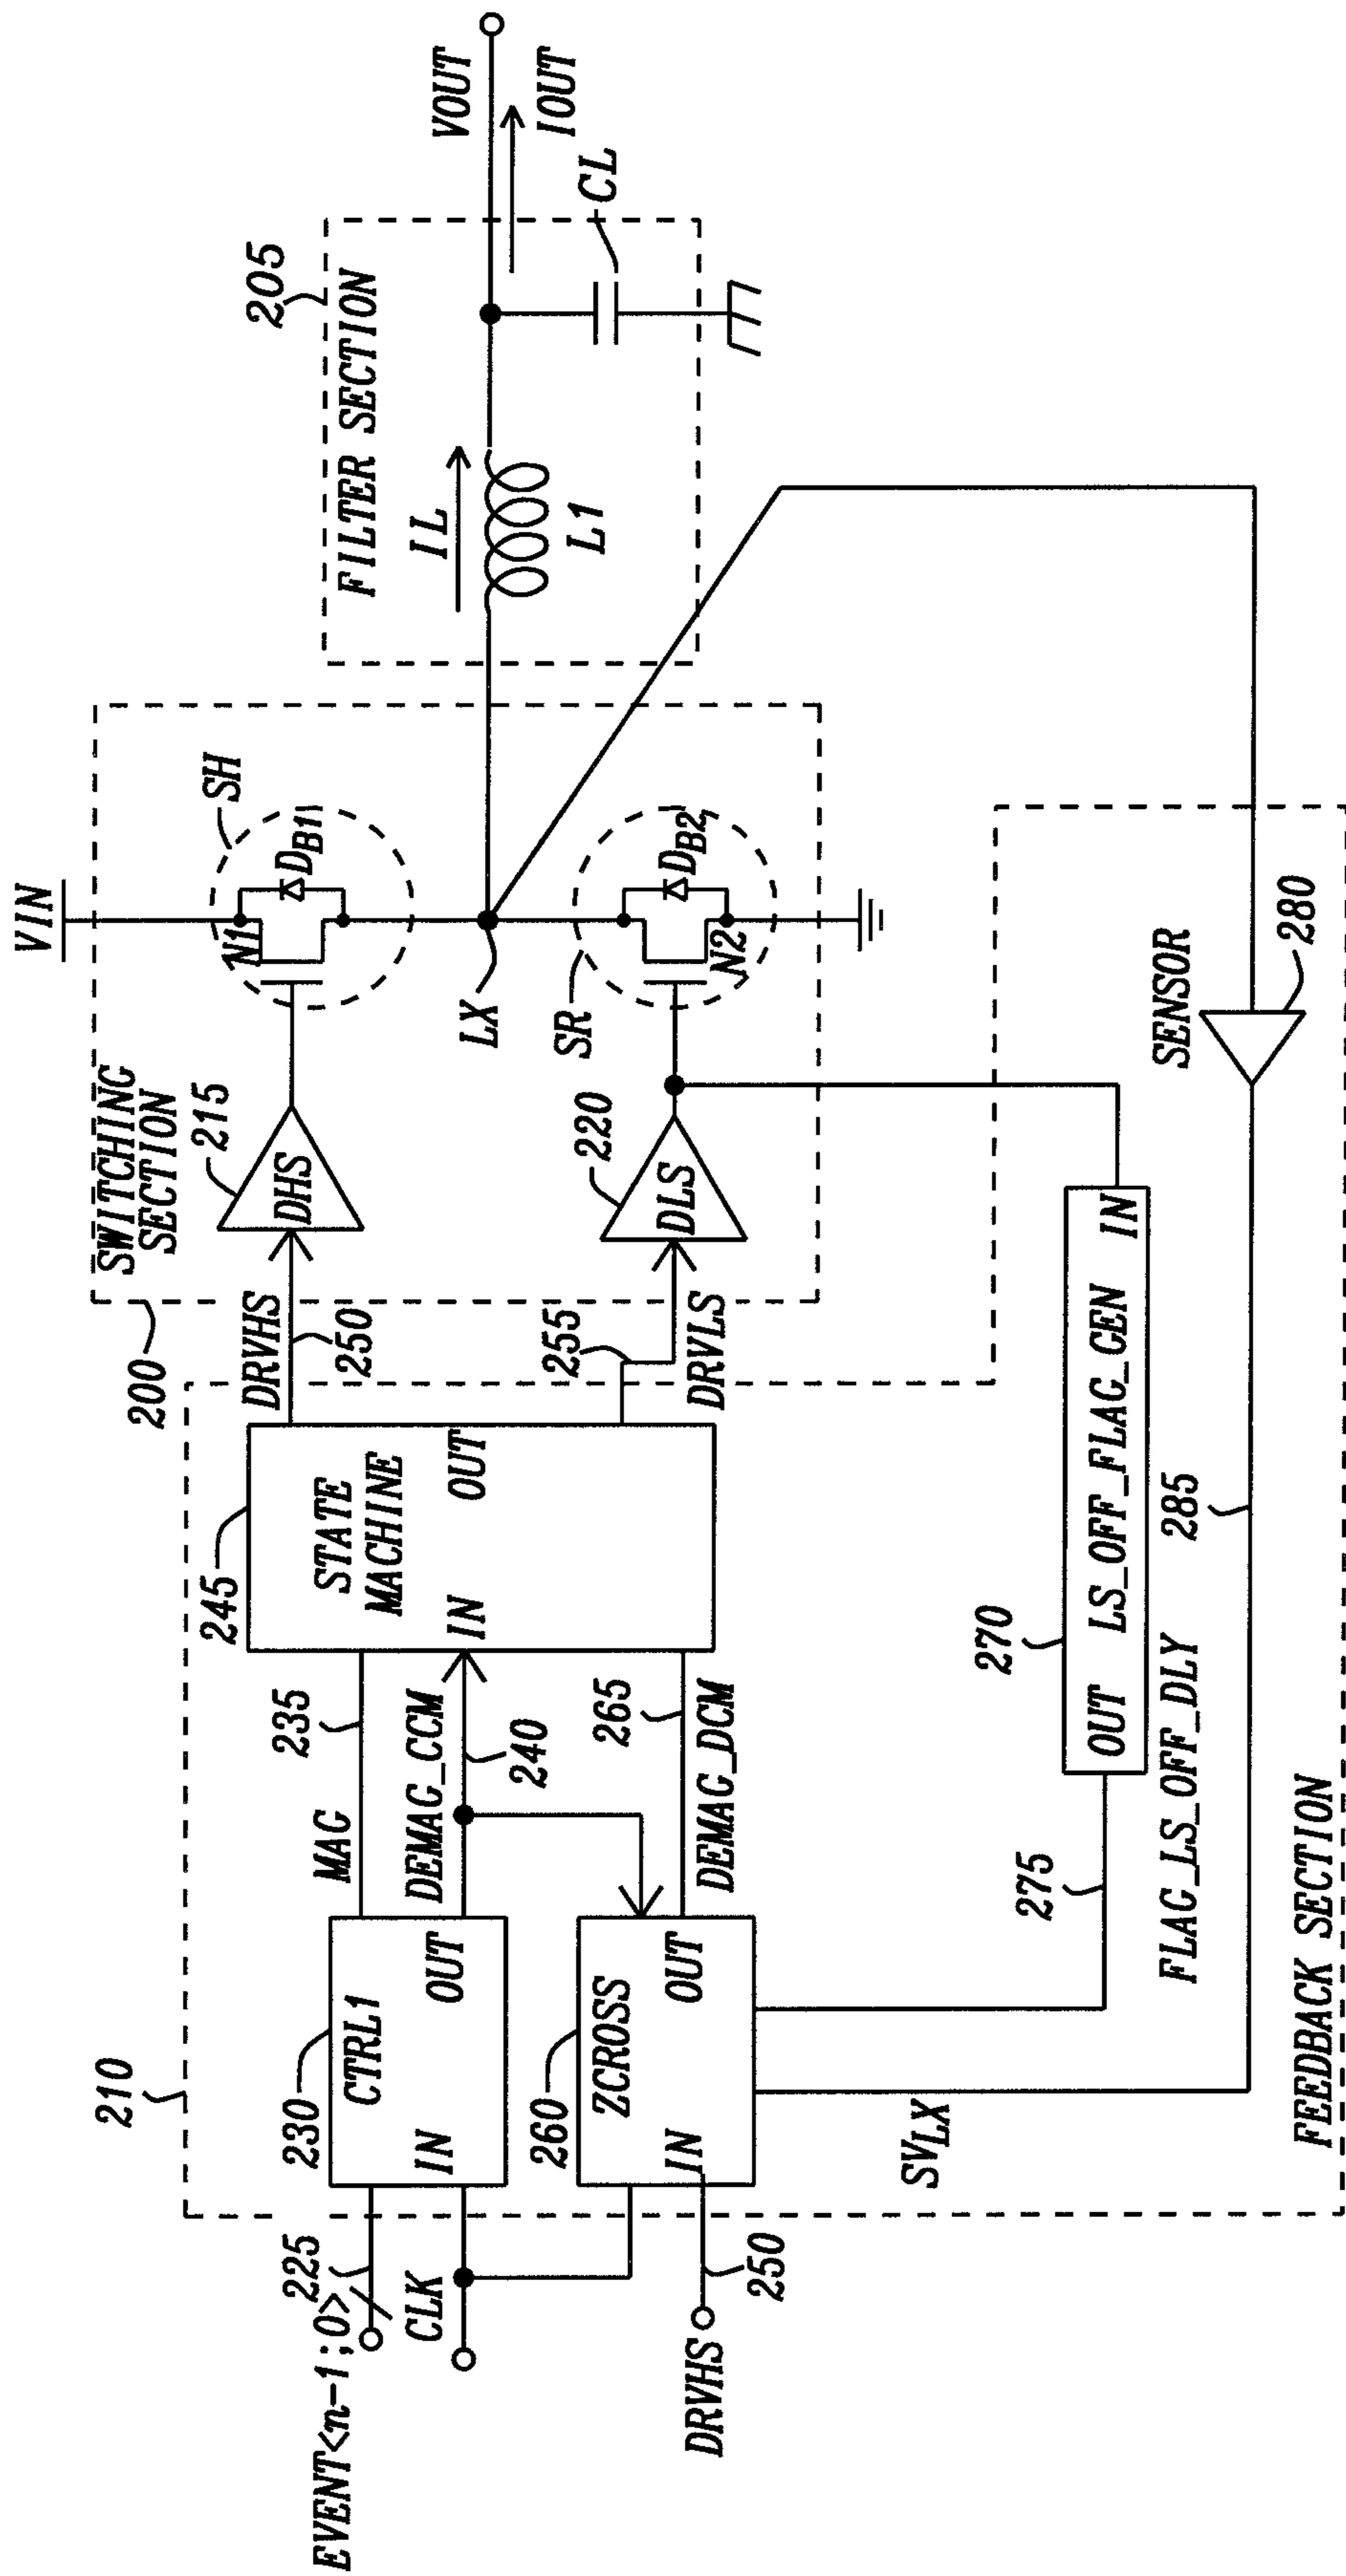 EVENT<n-1;0>
225
CLK
DRVHS
250
210
230
CTRL1
IN
OUT
260
ZCROSS
IN
OUT
SVLX
MAG
235
DEMAG_CCM
240
265
DEMAG_DCM
245
STATE
MACHINE
IN
OUT
275
270
OUT LS_OFF_FLAG_GEN IN
FLAG_LS_OFF_DLY
285
FEEDBACK SECTION
200
DRVHS
250
255
DRVLS
SWITCHING
SECTION
215
DHS
220
DLS
SENSOR
280
VIN
SH
N1
DB1
LX
SR
N2
DB2
205
FILTER SECTION
IL
L1
CL
VOUT
IOUT